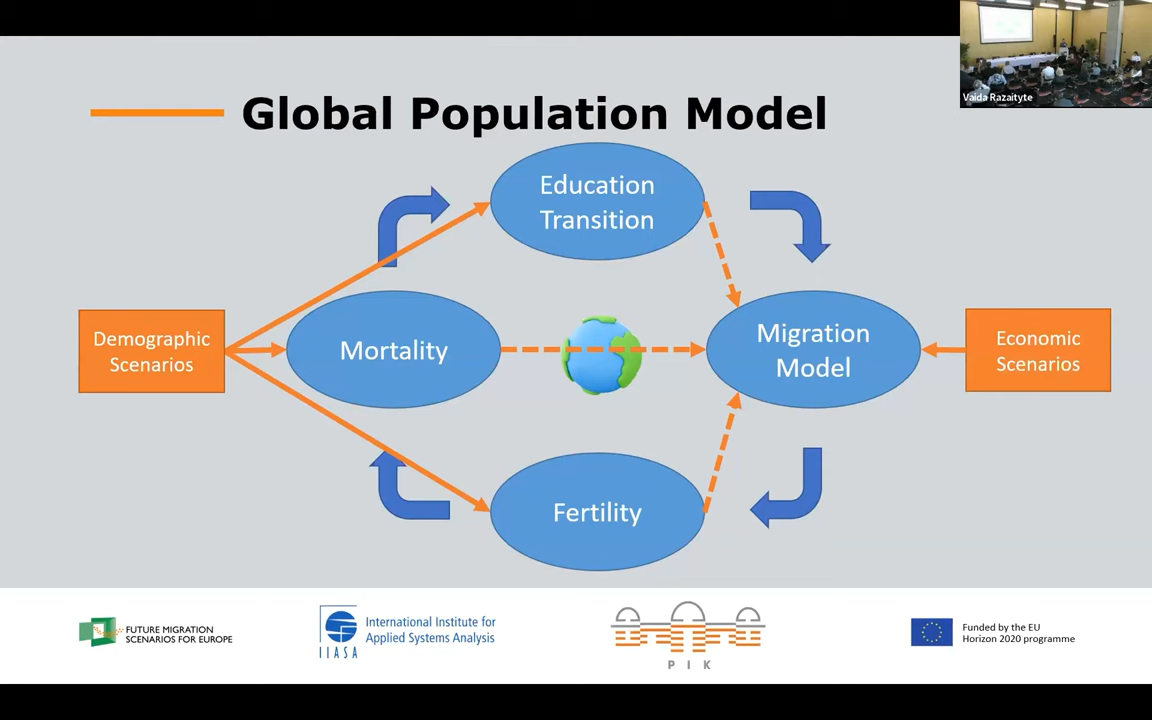 Vaida Razaityte
Global Population Model
Education
Transition
Demographic
Scenarios
Mortality
Migration
Model
Economic
Scenarios
Fertility
FUTURE MIGRATION
SCENARIOS FOR EUROPE
IIASA
International Institute for
Applied Systems Analysis
PIK
Funded by the EU
Horizon 2020 programme